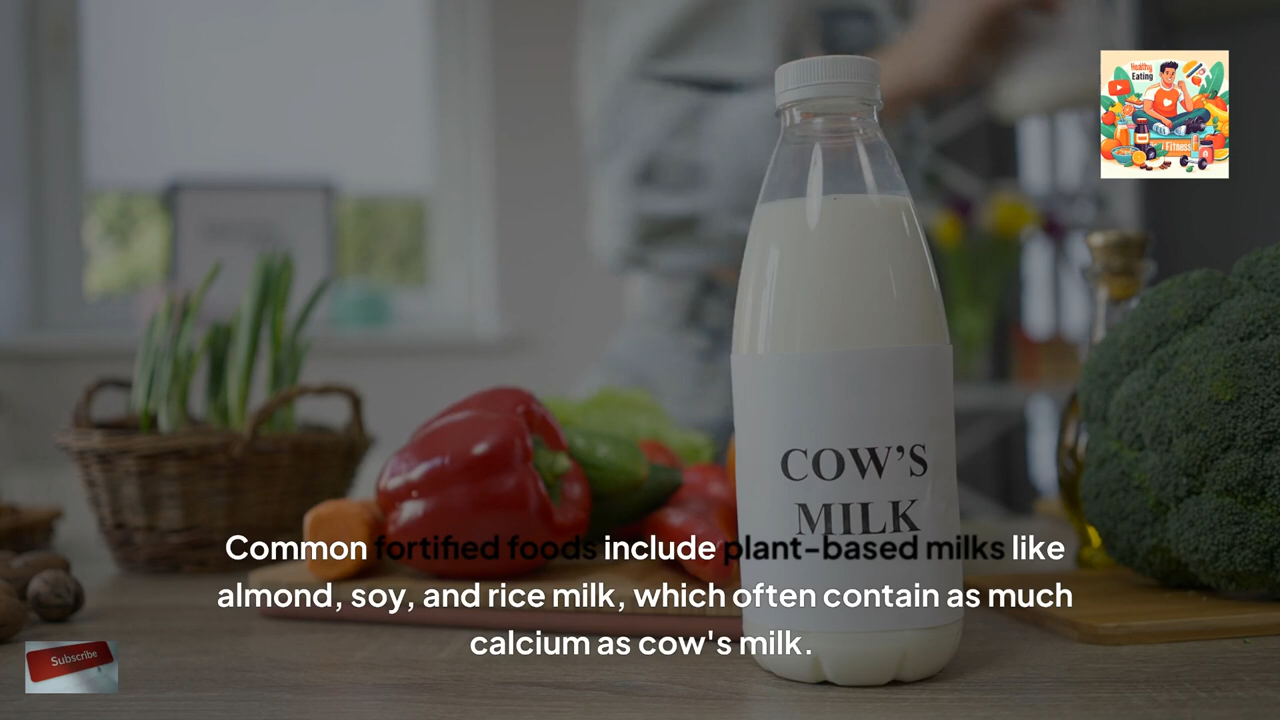 Healthy
Eating
i Fitness
COW'S
MILK
Common fortified foods include plant-based milks like
almond, soy, and rice milk, which often contain as much
calcium as cow's milk.
Subscribe